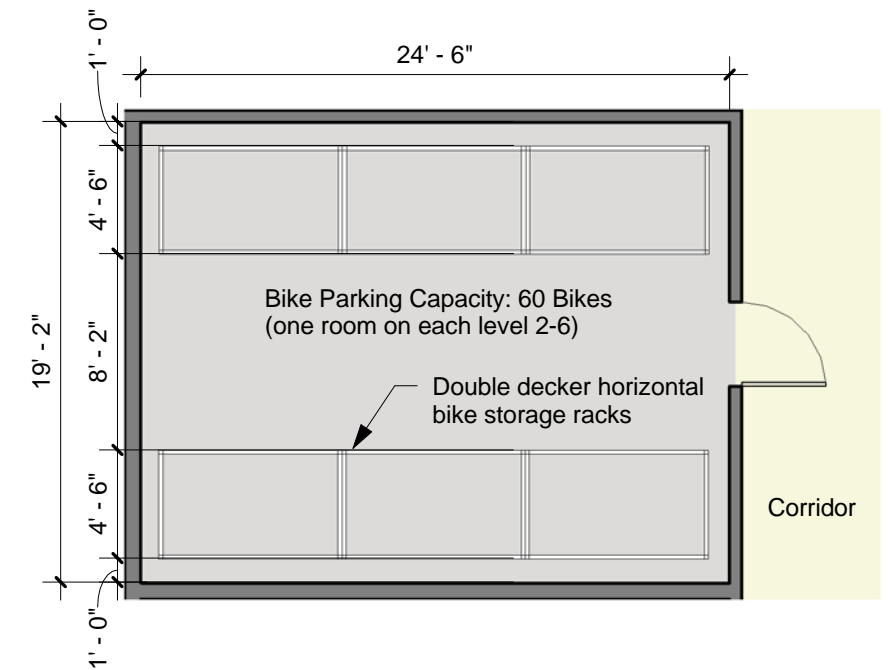 1' - 0"
24' - 6"
4' - 6"
Bike Parking Capacity: 60 Bikes
(one room on each level 2-6)
19' - 2"
8' - 2"
Double decker horizontal
bike storage racks
4' - 6"
Corridor
1' - 0"